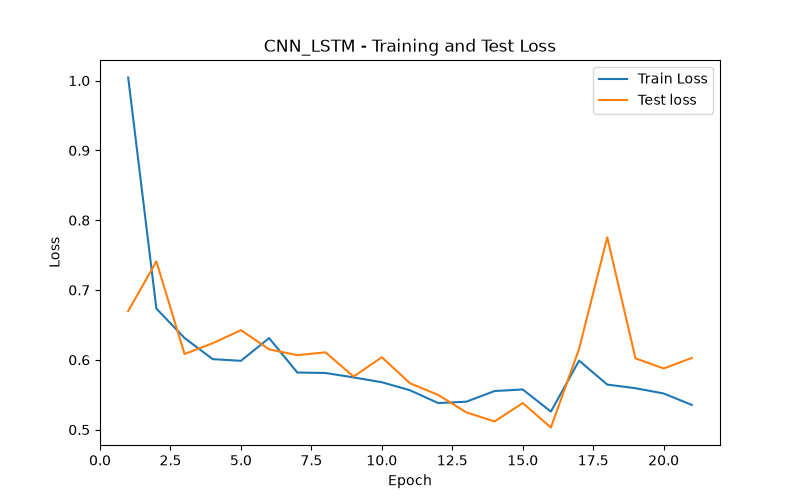 CNN_LSTM - Training and Test Loss
Train Loss
Test loss
Loss
1.0
0.9
0.8
0.7
0.6
0.5
0.0 2.5 5.0 7.5 10.0 12.5 15.0 17.5 20.0
Epoch